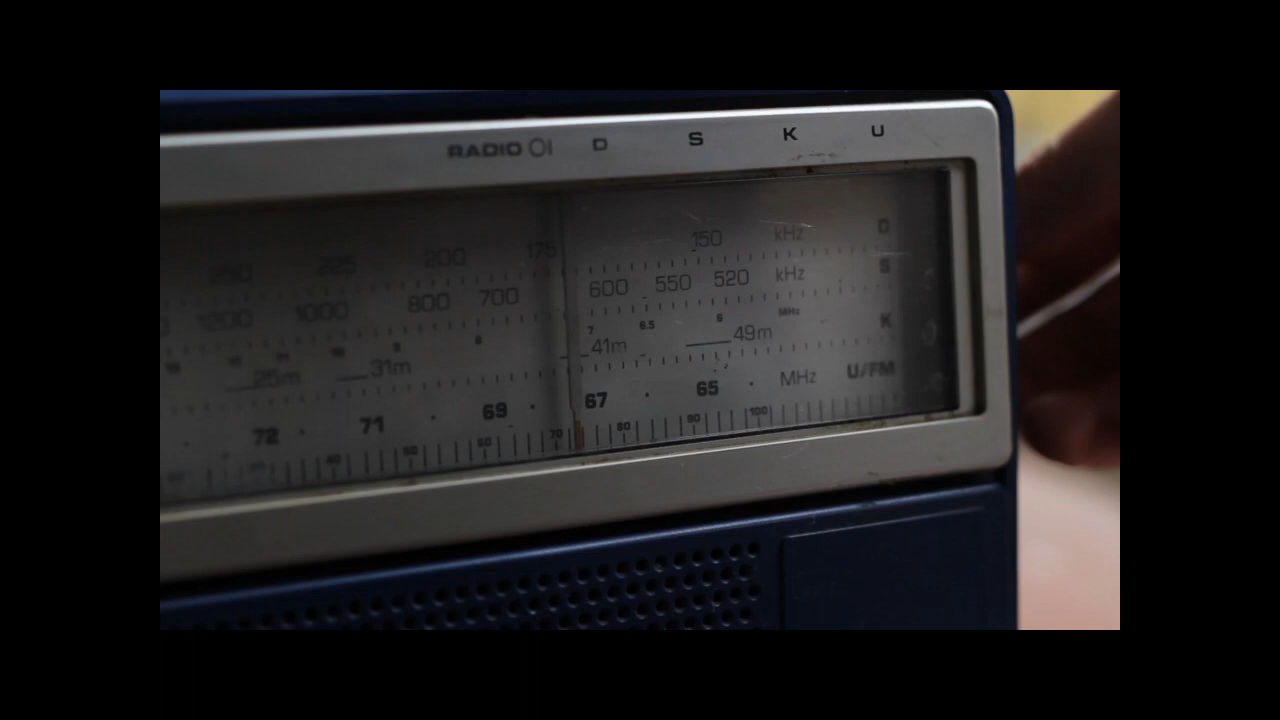 RADIO 01 D S K U
250 225 200 175 150 kHz D
1200 1000 800 700 600 550 520 kHz S
9 8 7 6.5 6 MHz
25m 31m 41m 49m K
72 71 69 67 65 MHz U/FM
40 50 60 70 80 90 100